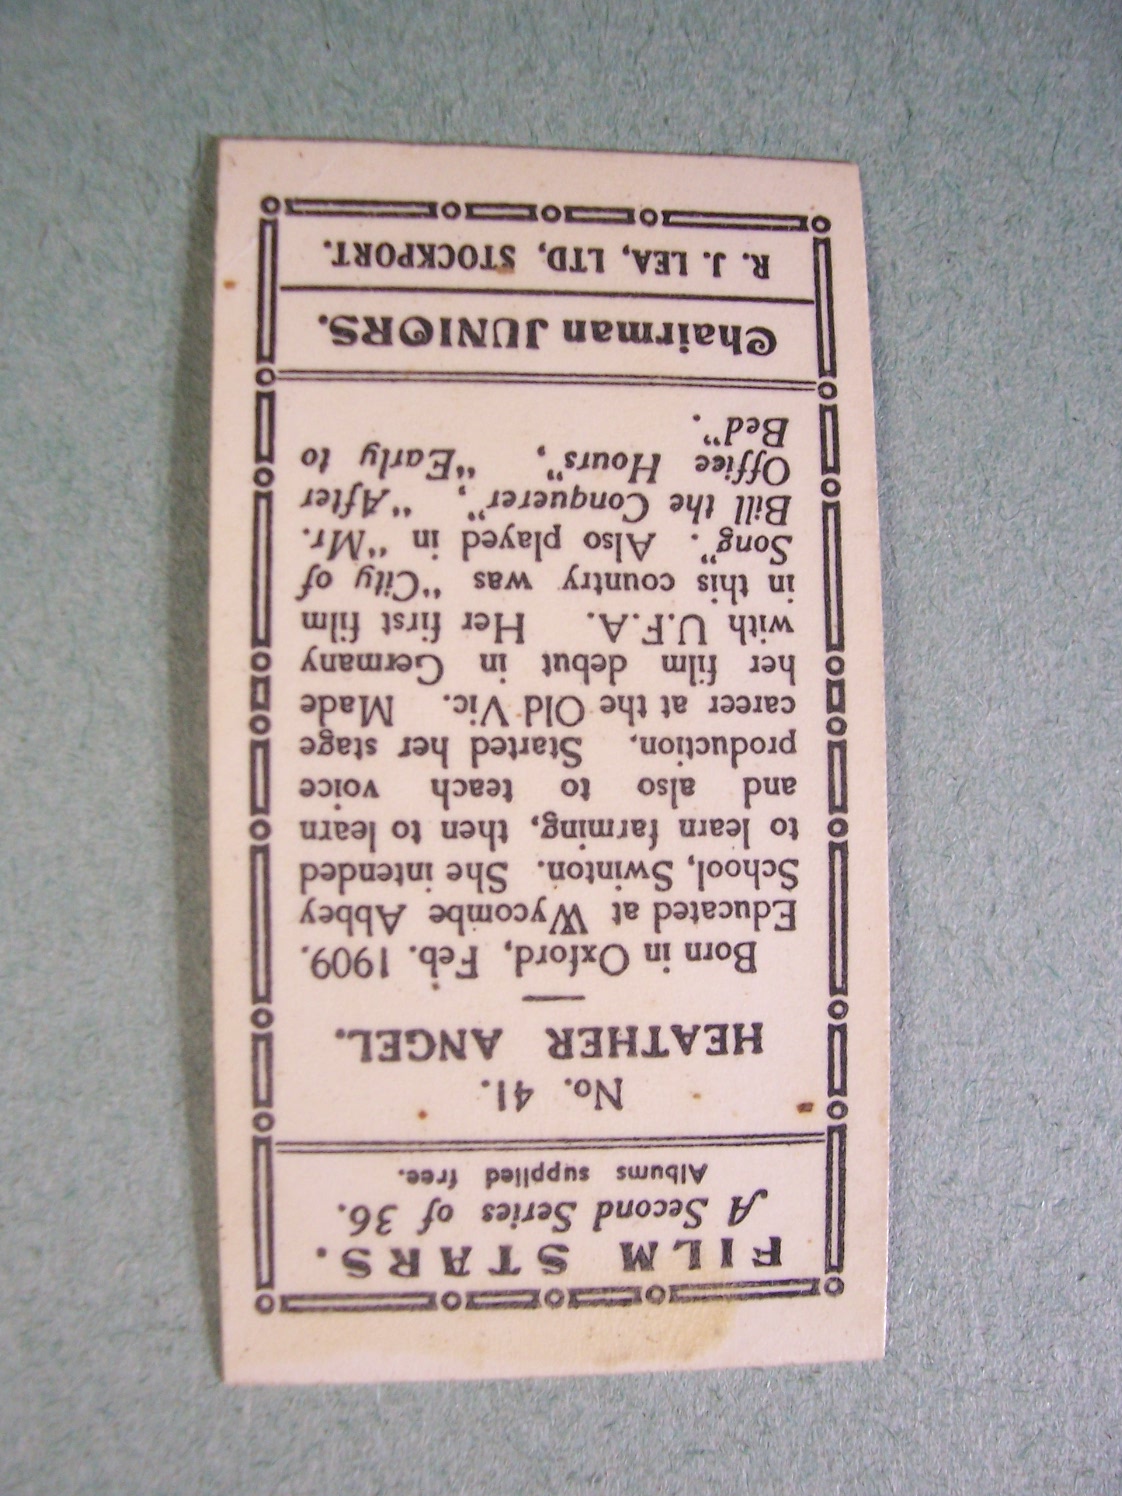 FILM STARS.
A Second Series of 36.
Albums supplied free.
No. 41.
HEATHER ANGEL.
Born in Oxford, Feb. 1909.
Educated at Wycombe Abbey
School, Swinton. She intended
to learn farming, then to learn
and also to teach voice
production. Started her stage
career at the Old Vic. Made
her film debut in Germany
with U.F.A. Her first film
in this country was "City of
Song". Also played in "Mr.
Bill the Conquerer", "After
Office Hours", "Early to
Bed".
Chairman JUNIORS.
R. J. LEA, LTD, STOCKPORT.